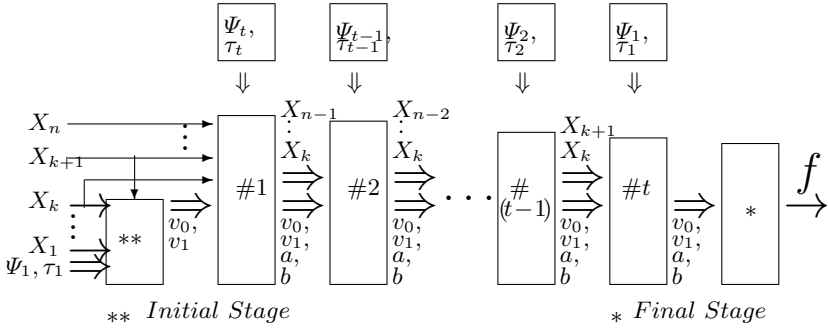 Ψ_t, Ψ_{t−1}, Ψ_2, Ψ_1,
τ_t τ_{t−1} τ_2 τ_1
⇓ ⇓ ⇓ ⇓
X_n X_{n−1} X_{n−2} X_{k+1}
⋮ ⋮ ⋮
X_{k+1} X_k X_k X_k
#1 #2 · · · # #t ⇒ f
(t−1) *
X_k
⋮
** v_0, v_0, v_0, v_0, v_0,
v_1 v_1, v_1, v_1, v_1,
X_1 a, a, a, a,
Ψ_1, τ_1 b b b b
** Initial Stage * Final Stage